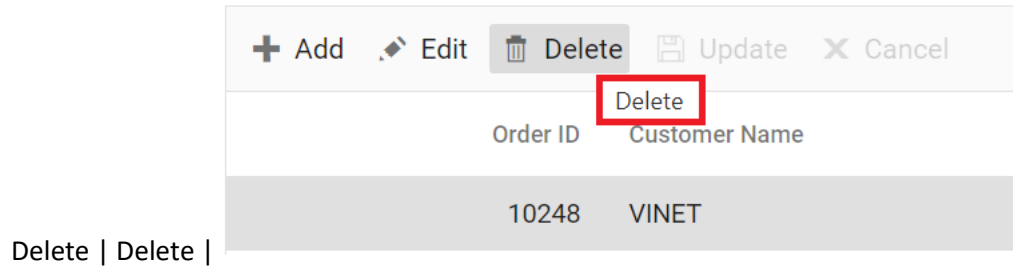 Add Edit Delete Update Cancel
Delete
Order ID Customer Name
10248 VINET
Delete | Delete |